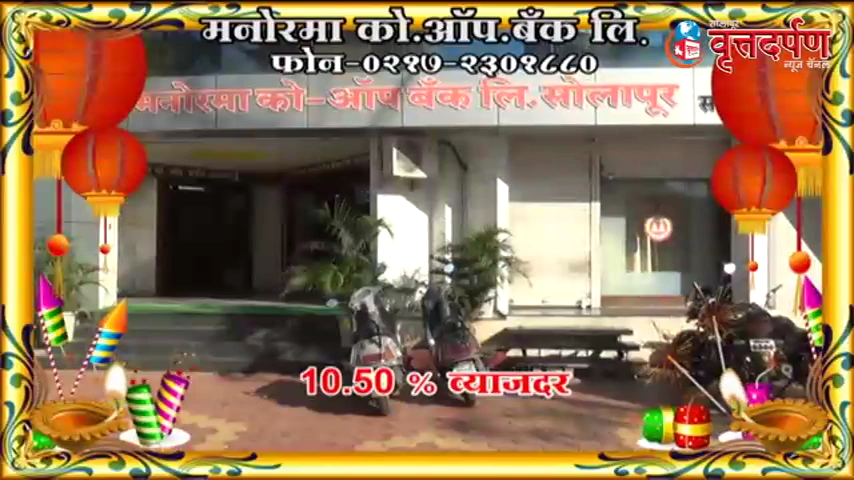 मनोरमा को.ऑप.बँक लि.
फोन-०२१७-२३०१८८०
सोलापूर
वृत्तदर्पण
न्यूज चॅनल
मनोरमा को-ऑप बँक लि.सोलापूर
10.50 % ब्याजदर